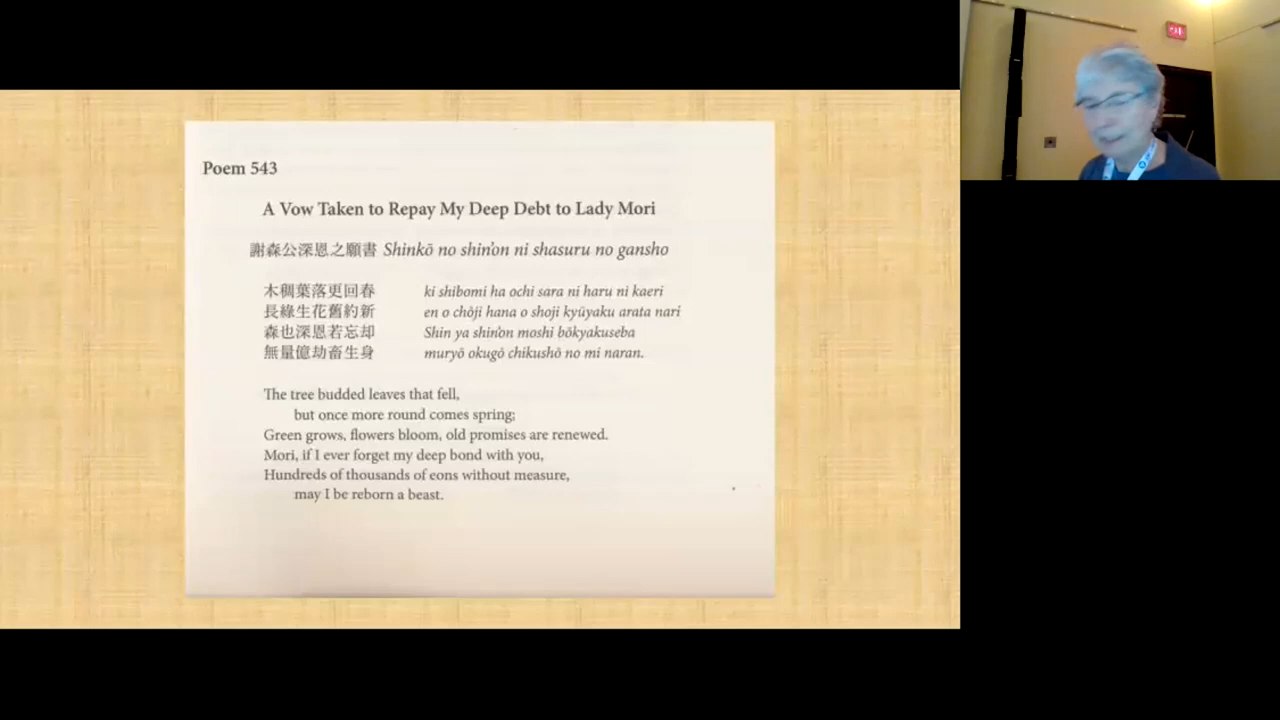 Poem 543
A Vow Taken to Repay My Deep Debt to Lady Mori
謝森公深恩之願書 Shinkō no shin'on ni shasuru no gansho
木稠葉落更回春 ki shibomi ha ochi sara ni haru ni kaeri
長綠生花舊約新 en o chōji hana o shoji kyūyaku arata nari
森也深恩若忘却 Shin ya shin'on moshi bōkyakuseba
無量億劫畜生身 muryō okugō chikushō no mi naran.
The tree budded leaves that fell,
but once more round comes spring;
Green grows, flowers bloom, old promises are renewed.
Mori, if I ever forget my deep bond with you,
Hundreds of thousands of eons without measure,
may I be reborn a beast.